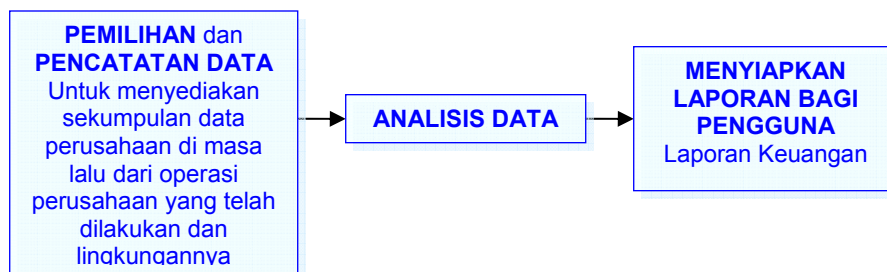 PEMILIHAN dan
PENCATATAN DATA
Untuk menyediakan
sekumpulan data
perusahaan di masa
lalu dari operasi
perusahaan yang telah
dilakukan dan
lingkungannya
ANALISIS DATA
MENYIAPKAN
LAPORAN BAGI
PENGGUNA
Laporan Keuangan